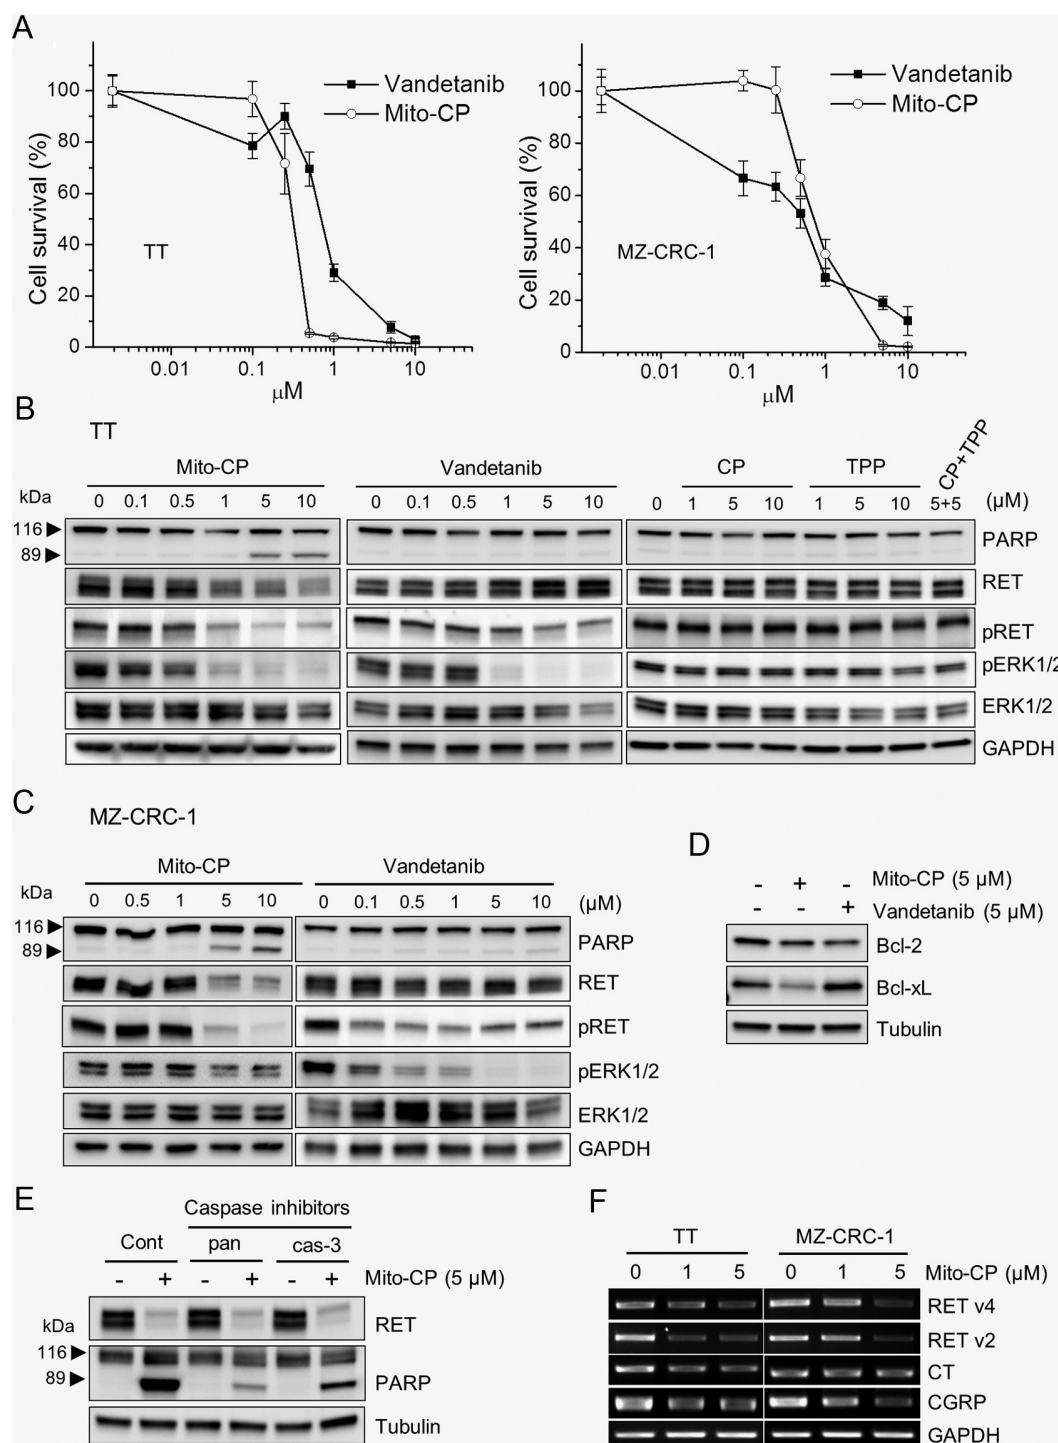 A
100
80
60
40
20
0
Cell survival (%)
Vandetanib
Mito-CP
TT
0.01 0.1 1 10
µM
100
80
60
40
20
0
Cell survival (%)
Vandetanib
Mito-CP
MZ-CRC-1
0.01 0.1 1 10
µM
B
TT
Mito-CP Vandetanib CP TPP CP+TPP
kDa 0 0.1 0.5 1 5 10 0 0.1 0.5 1 5 10 0 1 5 10 1 5 10 5+5 (µM)
116
89
PARP
RET
pRET
pERK1/2
ERK1/2
GAPDH
C
MZ-CRC-1
Mito-CP Vandetanib
kDa 0 0.5 1 5 10 0 0.1 0.5 1 5 10 (µM)
116
89
PARP
RET
pRET
pERK1/2
ERK1/2
GAPDH
D
- + - Mito-CP (5 µM)
- - + Vandetanib (5 µM)
Bcl-2
Bcl-xL
Tubulin
E
Caspase inhibitors
Cont pan cas-3
- + - + - + Mito-CP (5 µM)
RET
kDa
116
89
PARP
Tubulin
F
TT MZ-CRC-1
0 1 5 0 1 5 Mito-CP (µM)
RET v4
RET v2
CT
CGRP
GAPDH